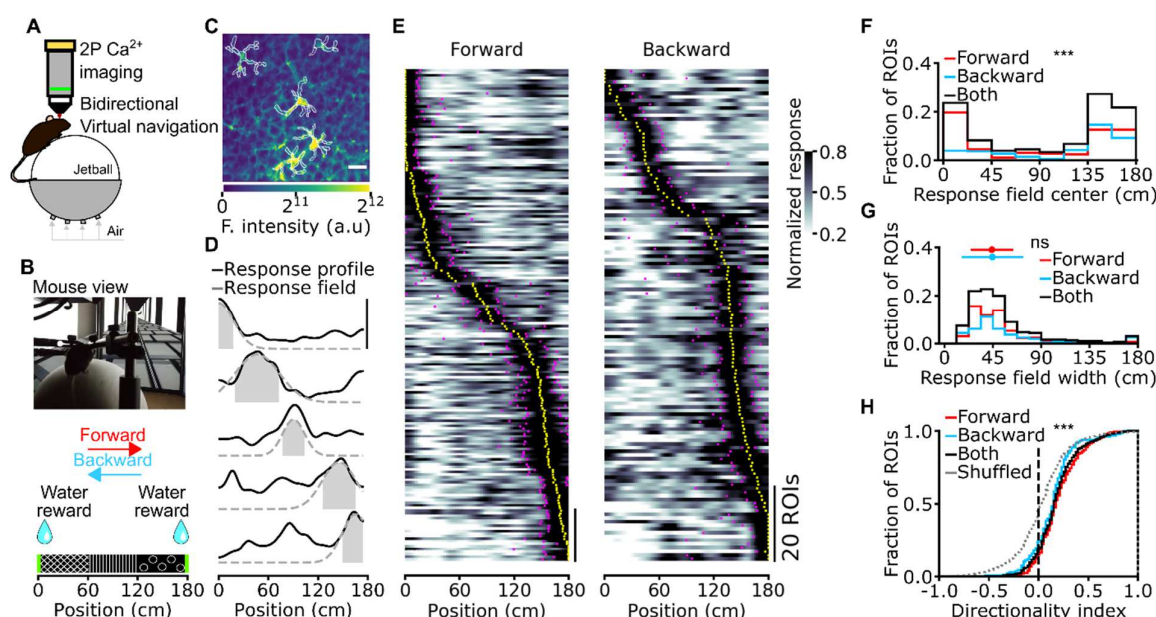 A
2P Ca2+
imaging
Bidirectional
Virtual navigation
Jetball
Air
B
Mouse view
Forward
Backward
Water
reward
Water
reward
0 60 120 180
Position (cm)
C
0 2^11 2^12
F. intensity (a.u)
D
Response profile
Response field
0 60 120 180
Position (cm)
E
Forward
Backward
0 60 120 180
Position (cm)
0 60 120 180
Position (cm)
20 ROIs
Normalized response
0.8
0.4
0.2
F
Fraction of ROIs
0.4
0.2
0.0
Forward
Backward
Both
***
0 45 90 135 180
Response field center (cm)
G
Fraction of ROIs
0.4
0.2
0.0
ns
Forward
Backward
Both
0 45 90 135 180
Response field width (cm)
H
Fraction of ROIs
1.0
0.5
0.0
Forward
Backward
Both
Shuffled
***
-1.0 -0.5 0.0 0.5 1.0
Directionality index